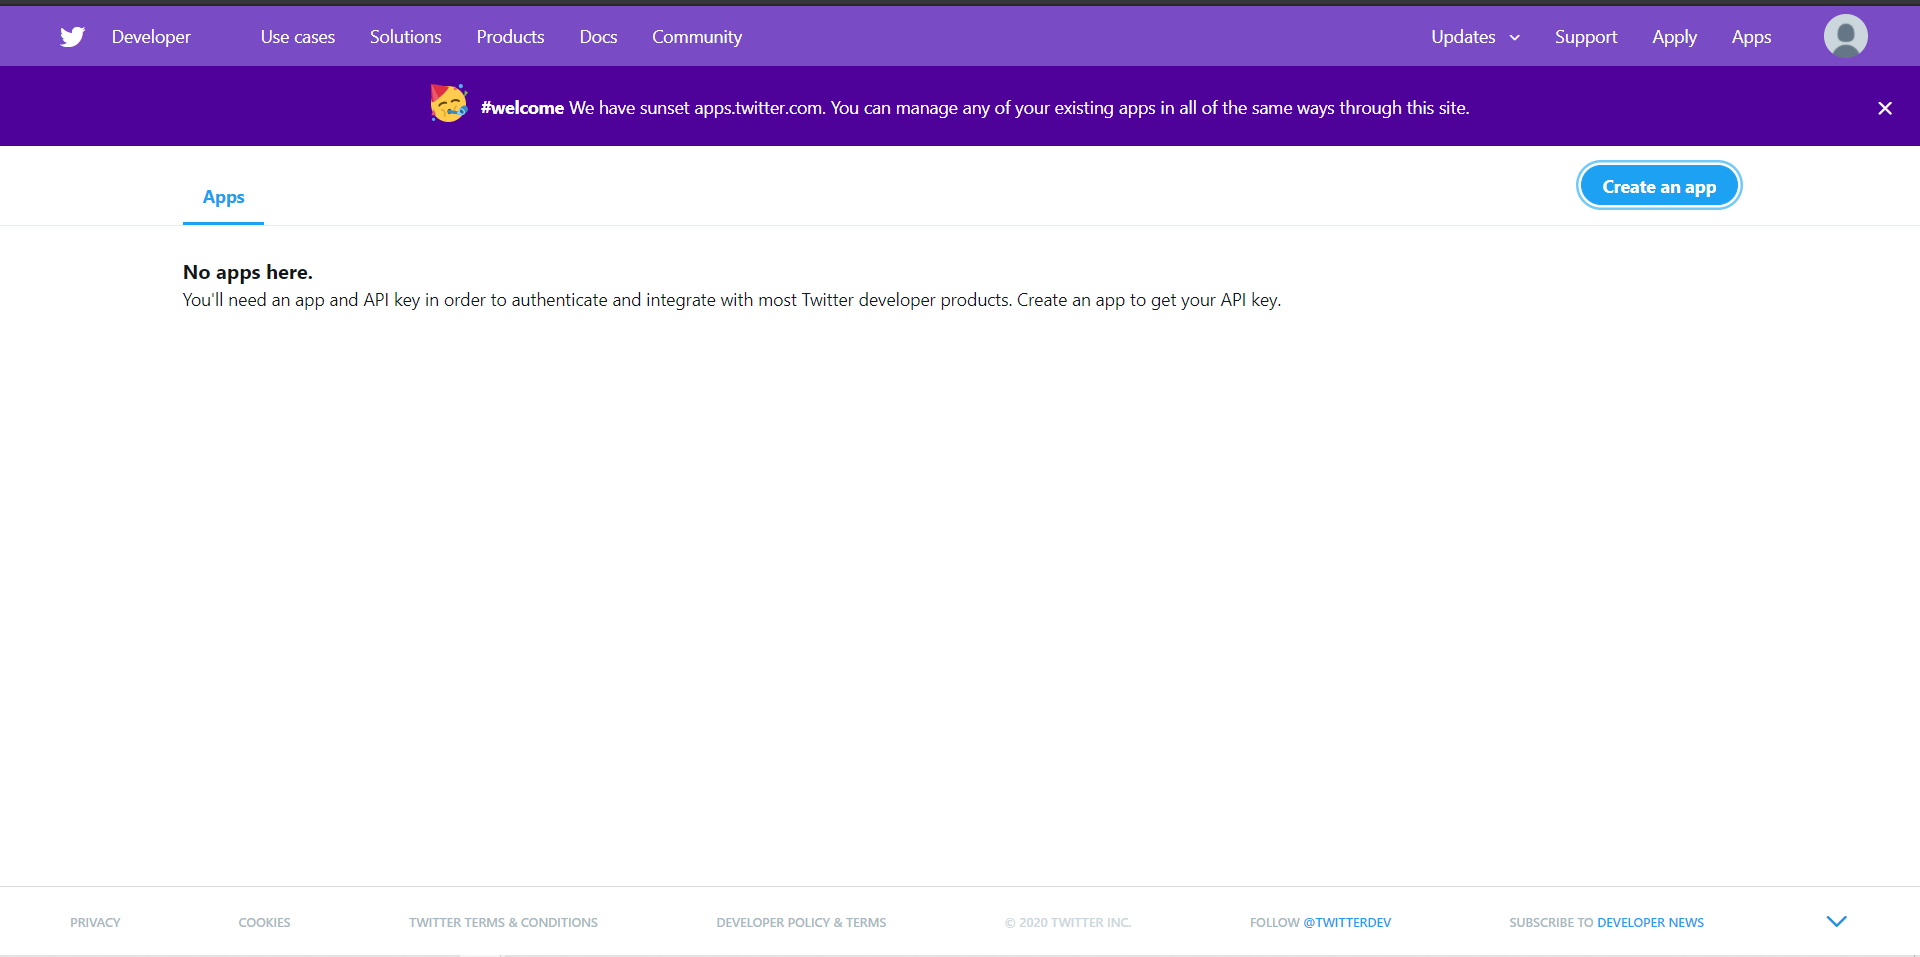 Developer Use cases Solutions Products Docs Community Updates Support Apply Apps
#welcome We have sunset apps.twitter.com. You can manage any of your existing apps in all of the same ways through this site.
Apps Create an app
No apps here.
You'll need an app and API key in order to authenticate and integrate with most Twitter developer products. Create an app to get your API key.
PRIVACY COOKIES TWITTER TERMS & CONDITIONS DEVELOPER POLICY & TERMS © 2020 TWITTER INC. FOLLOW @TWITTERDEV SUBSCRIBE TO DEVELOPER NEWS